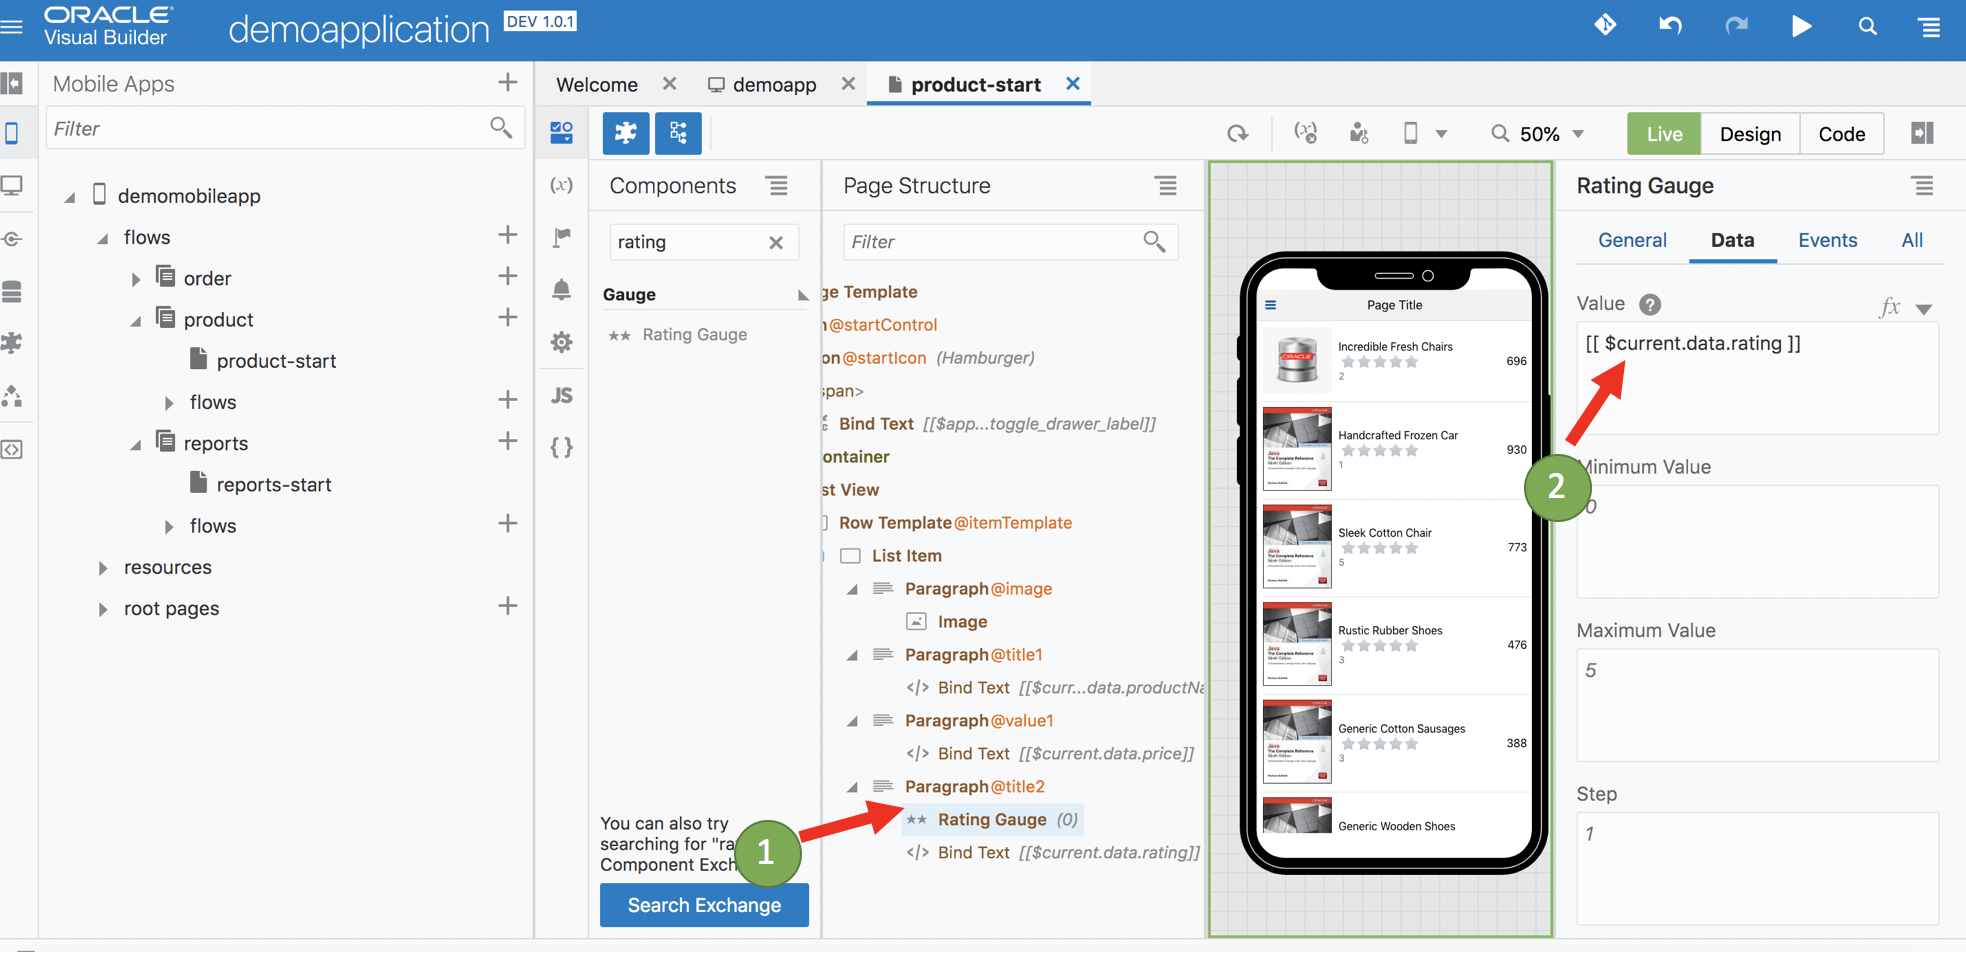 ORACLE
Visual Builder
demoapplication
DEV 1.0.1
Mobile Apps
Filter
demomobileapp
flows
order
product
product-start
flows
reports
reports-start
flows
resources
root pages
Welcome
demoapp
product-start
50%
Live
Design
Code
(x)
JS
{ }
Components
rating
Gauge
Rating Gauge
You can also try
searching for "ra
Component Exch
Search Exchange
1
Page Structure
Filter
ge Template
n@startControl
on@startIcon (Hamburger)
span>
Bind Text [[$app...toggle_drawer_label]]
ontainer
st View
Row Template@itemTemplate
List Item
Paragraph@image
Image
Paragraph@title1
</> Bind Text [[$curr...data.productNa
Paragraph@value1
</> Bind Text [[$current.data.price]]
Paragraph@title2
Rating Gauge (0)
</> Bind Text [[$current.data.rating]]
Page Title
ORACLE
Incredible Fresh Chairs
2
696
Handcrafted Frozen Car
1
930
Sleek Cotton Chair
5
773
Rustic Rubber Shoes
3
476
Generic Cotton Sausages
3
388
Generic Wooden Shoes
Rating Gauge
General
Data
Events
All
Value
?
fx
[[ $current.data.rating ]]
2
Minimum Value
0
Maximum Value
5
Step
1